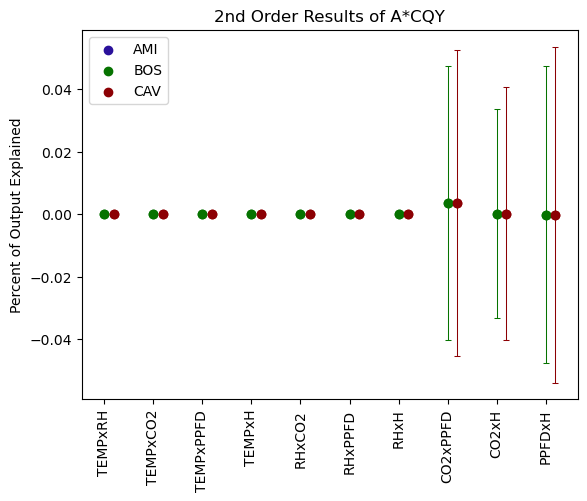 2nd Order Results of A*CQY
AMI
BOS
CAV
Percent of Output Explained
0.04
0.02
0.00
−0.02
−0.04
TEMPxRH
TEMPxCO2
TEMPxPPFD
TEMPxH
RHxCO2
RHxPPFD
RHxH
CO2xPPFD
CO2xH
PPFDxH